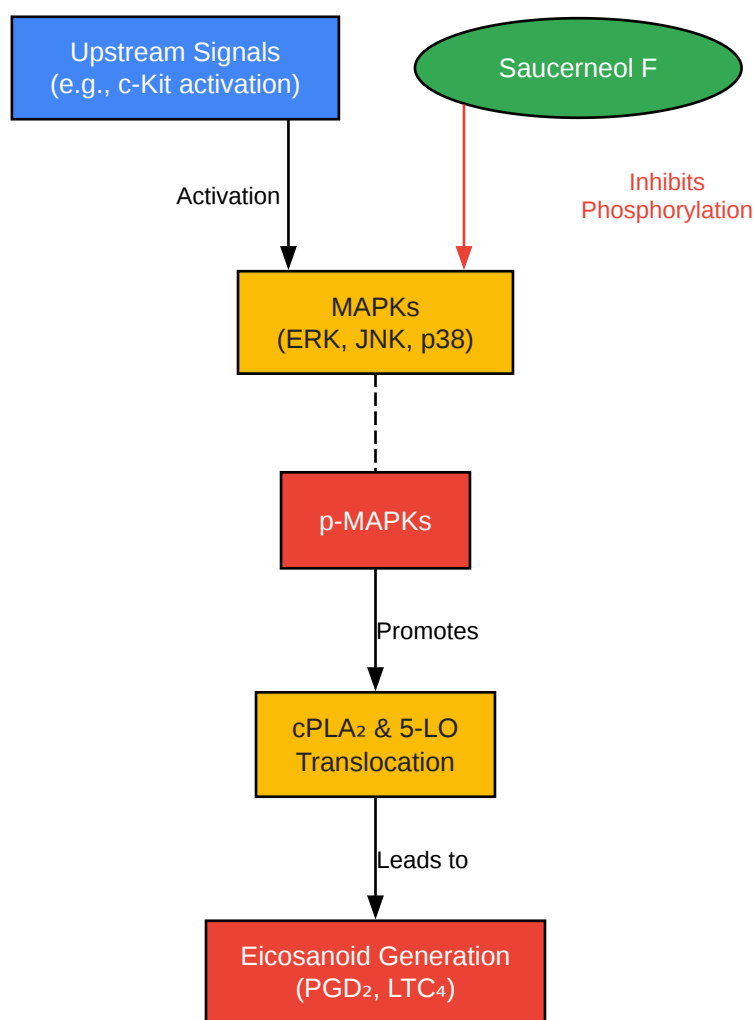 Upstream Signals
(e.g., c-Kit activation)
Saucerneol F
Activation
Inhibits
Phosphorylation
MAPKs
(ERK, JNK, p38)
p-MAPKs
Promotes
cPLA₂ & 5-LO
Translocation
Leads to
Eicosanoid Generation
(PGD₂, LTC₄)